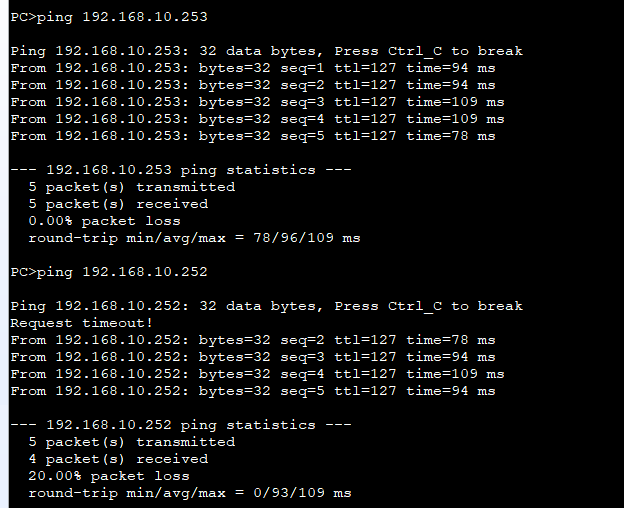 PC>ping 192.168.10.253
Ping 192.168.10.253: 32 data bytes, Press Ctrl_C to break
From 192.168.10.253: bytes=32 seq=1 ttl=127 time=94 ms
From 192.168.10.253: bytes=32 seq=2 ttl=127 time=94 ms
From 192.168.10.253: bytes=32 seq=3 ttl=127 time=109 ms
From 192.168.10.253: bytes=32 seq=4 ttl=127 time=109 ms
From 192.168.10.253: bytes=32 seq=5 ttl=127 time=78 ms
--- 192.168.10.253 ping statistics ---
5 packet(s) transmitted
5 packet(s) received
0.00% packet loss
round-trip min/avg/max = 78/96/109 ms
PC>ping 192.168.10.252
Ping 192.168.10.252: 32 data bytes, Press Ctrl_C to break
Request timeout!
From 192.168.10.252: bytes=32 seq=2 ttl=127 time=78 ms
From 192.168.10.252: bytes=32 seq=3 ttl=127 time=94 ms
From 192.168.10.252: bytes=32 seq=4 ttl=127 time=109 ms
From 192.168.10.252: bytes=32 seq=5 ttl=127 time=94 ms
--- 192.168.10.252 ping statistics ---
5 packet(s) transmitted
4 packet(s) received
20.00% packet loss
round-trip min/avg/max = 0/93/109 ms